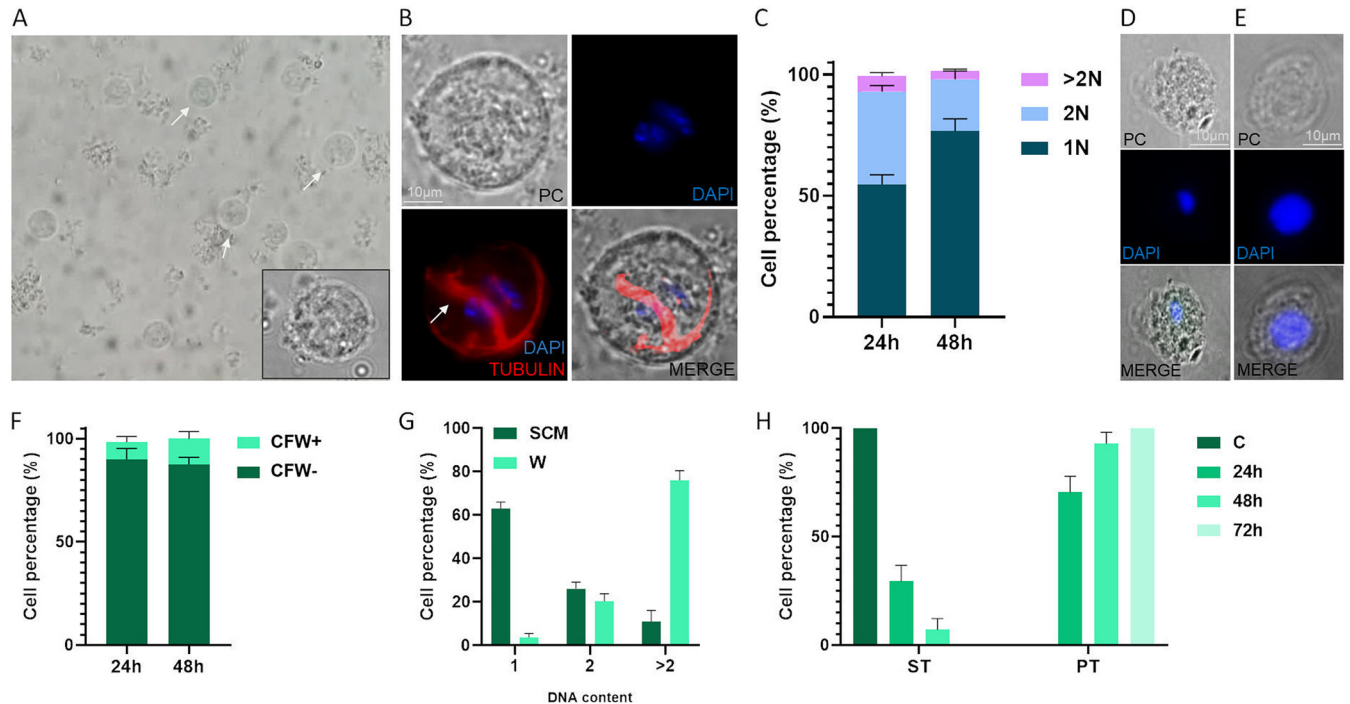 A
B
PC
10µm
DAPI
DAPI
TUBULIN
MERGE
C
Cell percentage (%)
100
50
0
24h
48h
>2N
2N
1N
D
PC
10µm
DAPI
MERGE
E
PC
10µm
DAPI
MERGE
F
Cell percentage (%)
100
50
0
24h
48h
CFW+
CFW-
G
Cell percentage (%)
100
80
60
40
20
0
1
2
>2
DNA content
SCM
W
H
Cell percentage (%)
100
50
0
ST
PT
C
24h
48h
72h